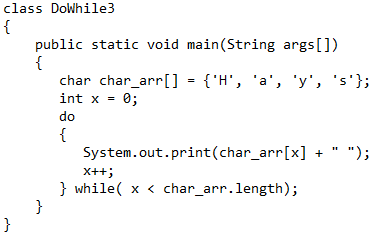 class DoWhile3
{
    public static void main(String args[])
    {
       char char_arr[] = {'H', 'a', 'y', 's'};
       int x = 0;
       do
       {
          System.out.print(char_arr[x] + " ");
          x++;
       } while( x < char_arr.length);
    }
}